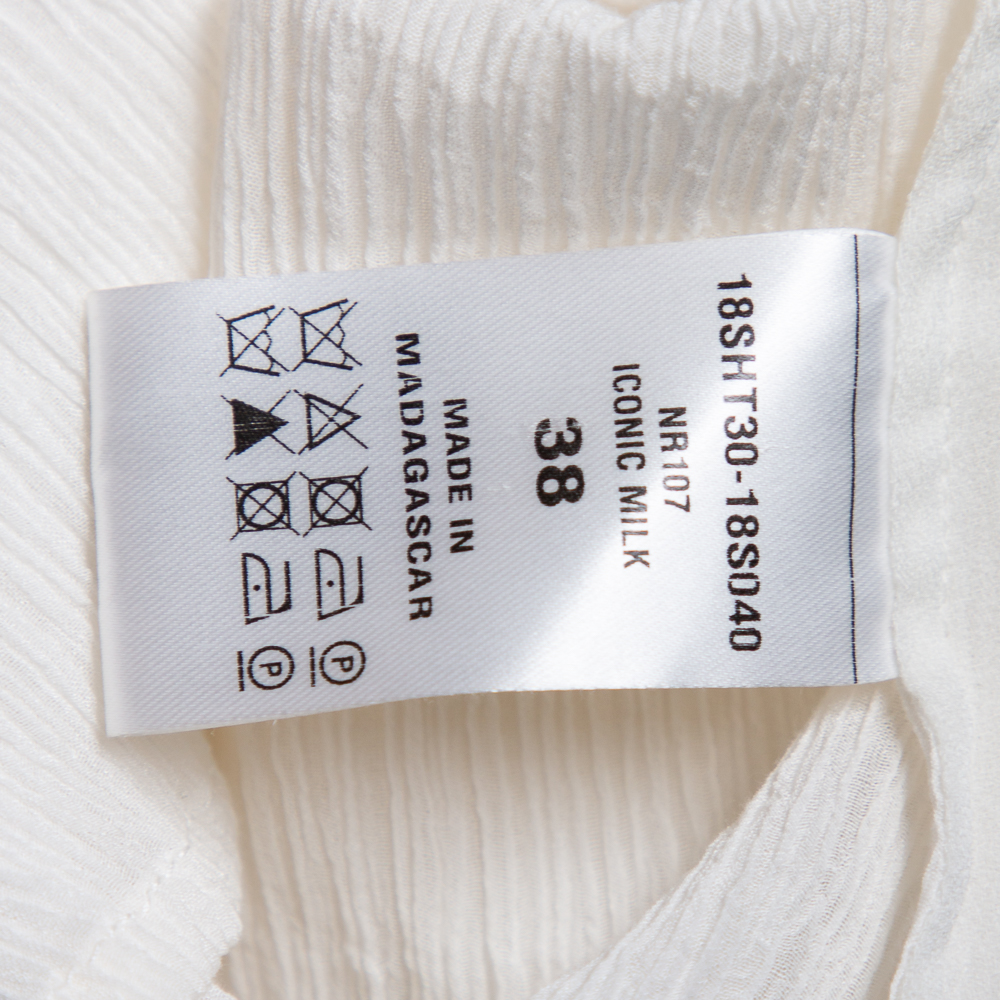 18SHT30-18S040
NR107
ICONIC MILK
38
MADE IN
MADAGASCAR
P
P